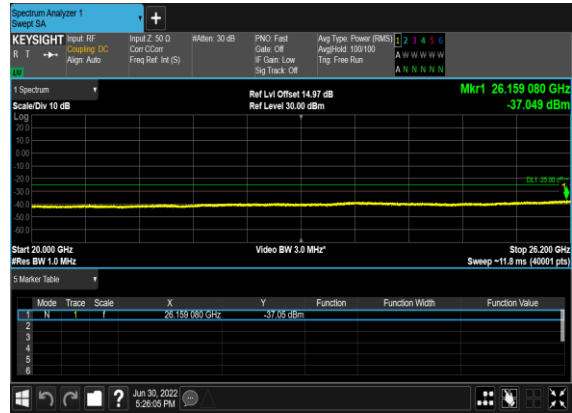 Spectrum Analyzer 1
Swept SA
KEYSIGHT Input: RF Input Z: 50 Ω #Atten: 30 dB PNO: Fast Avg Type: Power (RMS) 1 2 3 4 5 6
R T Coupling: DC Corr CCorr Gate: Off Avg|Hold: 100/100 A W W W W W
Align: Auto Freq Ref: Int (S) IF Gain: Low Trig: Free Run
Sig Track: Off A N N N N N
1 Spectrum Ref Lvl Offset 14.97 dB Mkr1 26.159 080 GHz
Scale/Div 10 dB Ref Level 30.00 dBm -37.049 dBm
Log
20.0
10.0
0.00
-10.0
-20.0
-30.0
-40.0
-50.0
-60.0
1
Start 20.000 GHz Video BW 3.0 MHz* Stop 26.200 GHz
#Res BW 1.0 MHz Sweep ~11.8 ms (40001 pts)
5 Marker Table
Mode Trace Scale X Y Function Function Width Function Value
1 N 1 f 26.159 080 GHz -37.05 dBm
2
3
4
5
6
? Jun 30, 2022
5:26:05 PM